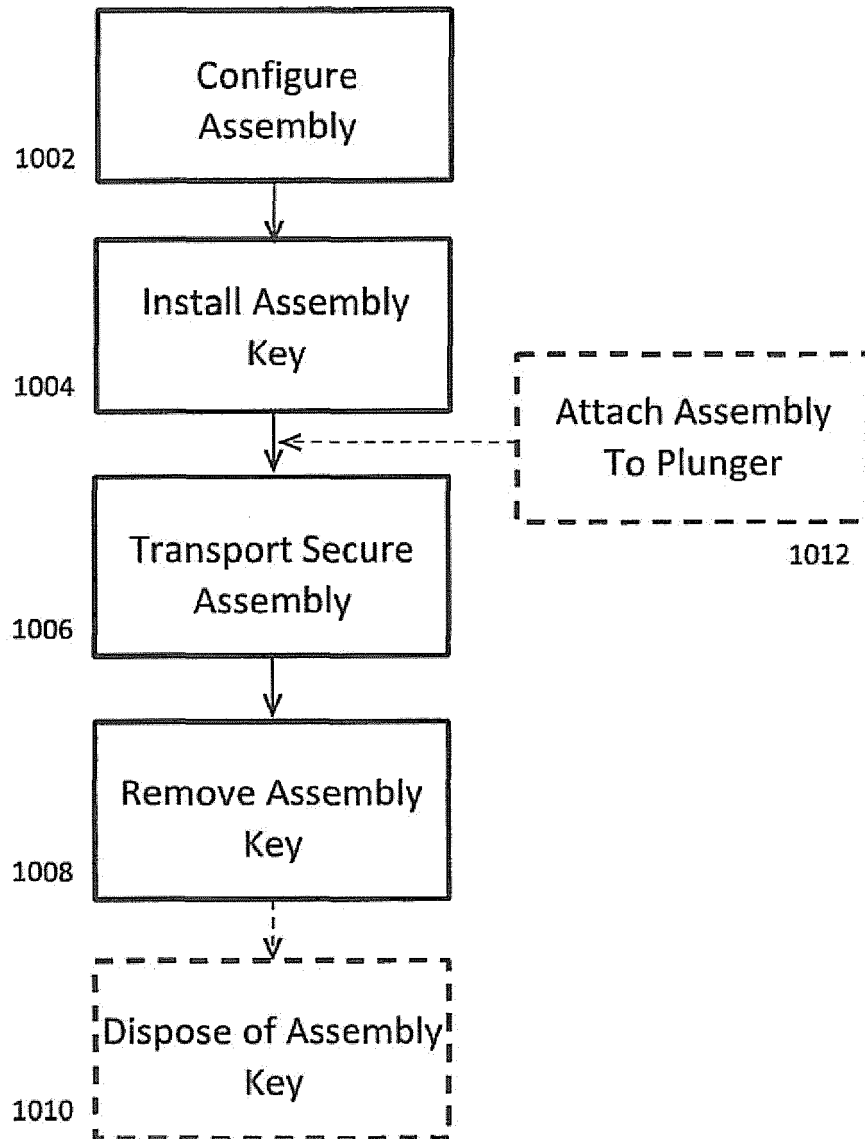 Configure
Assembly
1002
Install Assembly
Key
1004
Attach Assembly
To Plunger
1012
Transport Secure
Assembly
1006
Remove Assembly
Key
1008
Dispose of Assembly
Key
1010